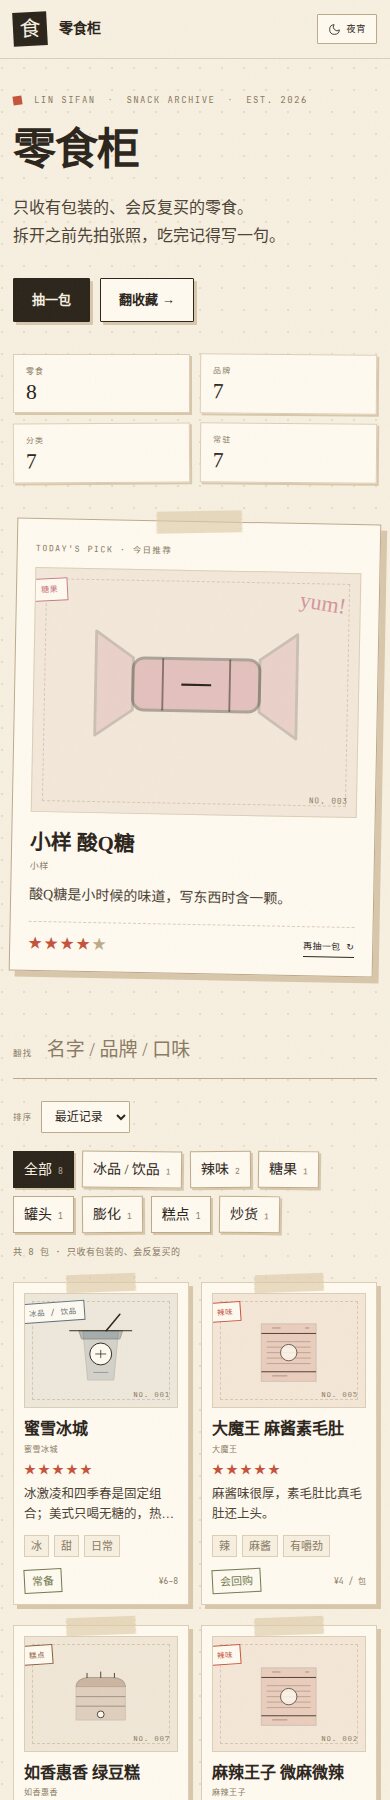 食 零食柜 夜宵
LIN SIFAN · SNACK ARCHIVE · EST. 2026
零食柜
只收有包装的、会反复买的零食。
拆开之前先拍张照，吃完记得写一句。
抽一包 翻收藏 →
零食 品牌
8 7
分类 常驻
7 7
TODAY'S PICK · 今日推荐
糖果 yum!
NO. 003
小样 酸Q糖
小样
酸Q糖是小时候的味道，写东西时含一颗。
★★★★★ 再抽一包 ↻
翻找 名字 / 品牌 / 口味
排序 最近记录
全部 8 冰品 / 饮品 1 辣味 2 糖果 1
罐头 1 膨化 1 糕点 1 炒货 1
共 8 包 · 只收有包装的、会反复买的
冰品 / 饮品
NO. 001
蜜雪冰城
蜜雪冰城
★★★★★
冰激凌和四季春是固定组
合；美式只喝无糖的，热…
冰 甜 日常
常备 ¥6-8
辣味
NO. 005
大魔王 麻酱素毛肚
大魔王
★★★★★
麻酱味很厚，素毛肚比真毛
肚还上头。
辣 麻酱 有嚼劲
会回购 ¥4 / 包
糕点
NO. 007
如香惠香 绿豆糕
如香惠香
辣味
NO. 002
麻辣王子 微麻微辣
麻辣王子